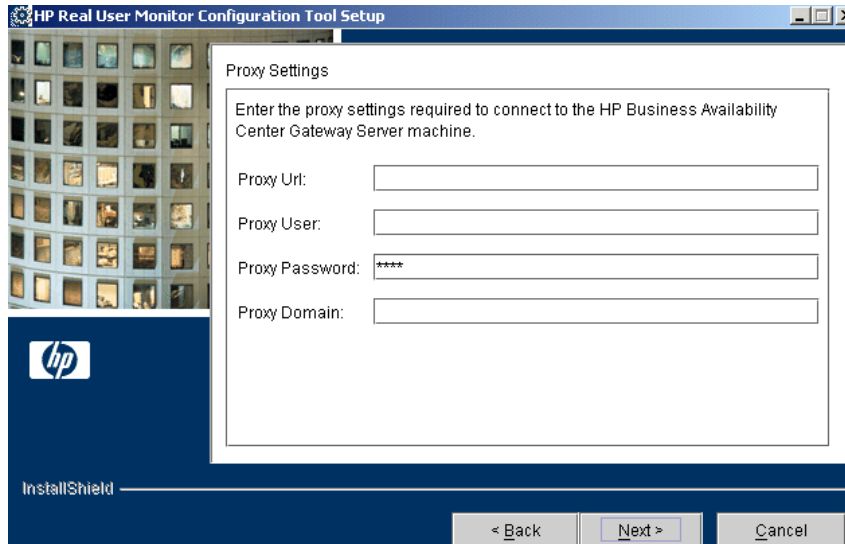 HP Real User Monitor Configuration Tool Setup
Proxy Settings
Enter the proxy settings required to connect to the HP Business Availability
Center Gateway Server machine.
Proxy Url:
Proxy User:
Proxy Password: ****
Proxy Domain:
hp
InstallShield
< Back Next > Cancel